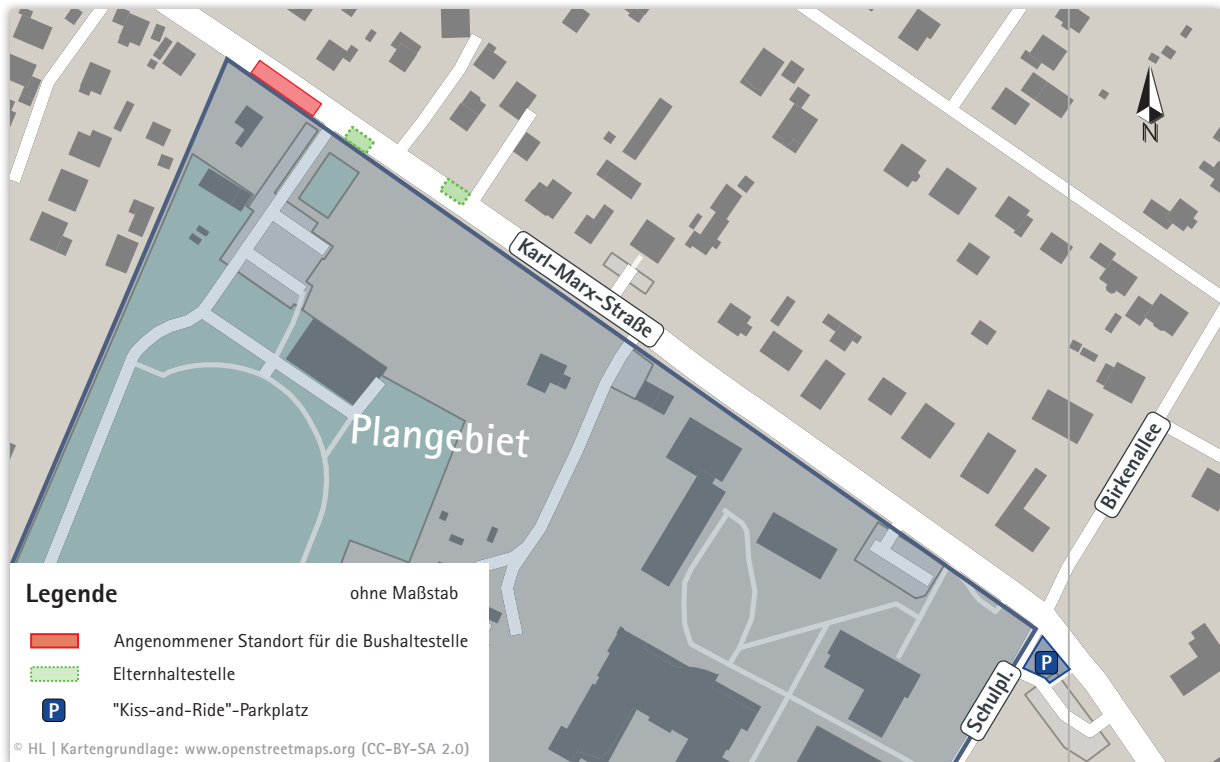 N
Karl-Marx-Straße
Plangebiet
Birkenallee
Schulpl.
P
Legende
ohne Maßstab
Angenommener Standort für die Bushaltestelle
Elternhaltestelle
P
"Kiss-and-Ride"-Parkplatz
© HL | Kartengrundlage: www.openstreetmaps.org (CC-BY-SA 2.0)